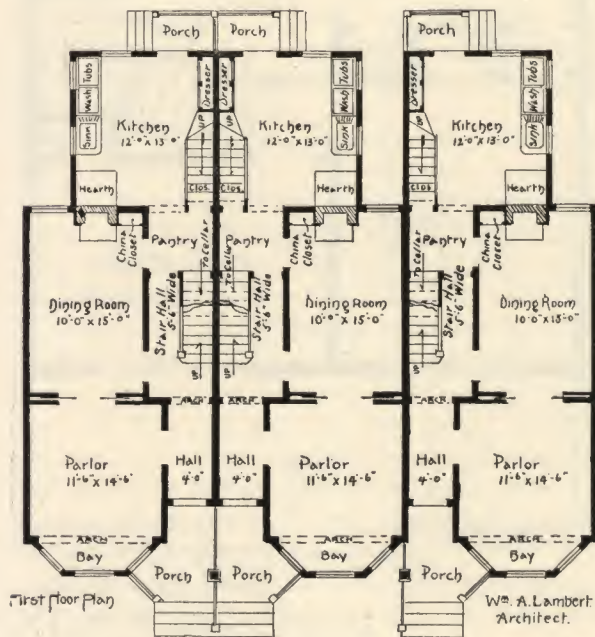 Porch
Porch
Porch
Wash Tubs
Sink
Dresser
UP
Kitchen
12'-0" x 13'-0"
Hearth
Clos.
Dresser
UP
Wash Tubs
Sink
Kitchen
12'-0" x 13'-0"
Hearth
Clos.
Dresser
UP
Wash Tubs
Sink
Kitchen
12'-0" x 13'-0"
Hearth
Clos.
China
Closet
Pantry
To Cellar
Pantry
To Cellar
China
Closet
Pantry
China
Closet
Dining Room
10'-0" x 15'-0"
Stair Hall
5'-6" Wide
UP
Stair Hall
5'-6" Wide
UP
Dining Room
10'-0" x 15'-0"
Stair Hall
5'-6" Wide
UP
Dining Room
10'-0" x 15'-0"
ARCH
ARCH
ARCH
Parlor
11'-6" x 14'-6"
Hall
4'-0"
Hall
4'-0"
Parlor
11'-6" x 14'-6"
Hall
4'-0"
Parlor
11'-6" x 14'-6"
ARCH
ARCH
ARCH
Bay
Bay
Bay
Porch
Porch
Porch
First Floor Plan
Wm. A. Lambert
Architect.